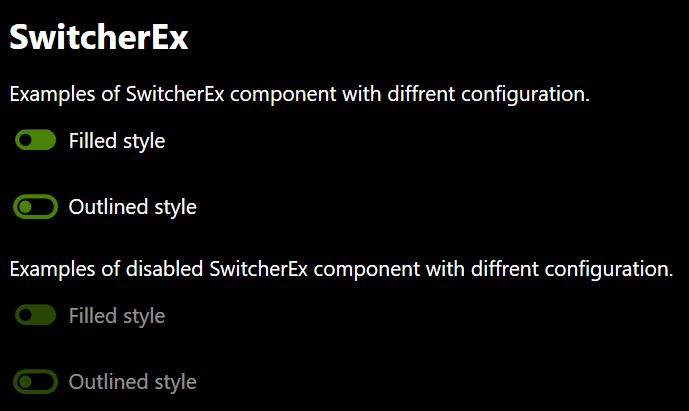 SwitcherEx
Examples of SwitcherEx component with diffrent configuration.
Filled style
Outlined style
Examples of disabled SwitcherEx component with diffrent configuration.
Filled style
Outlined style